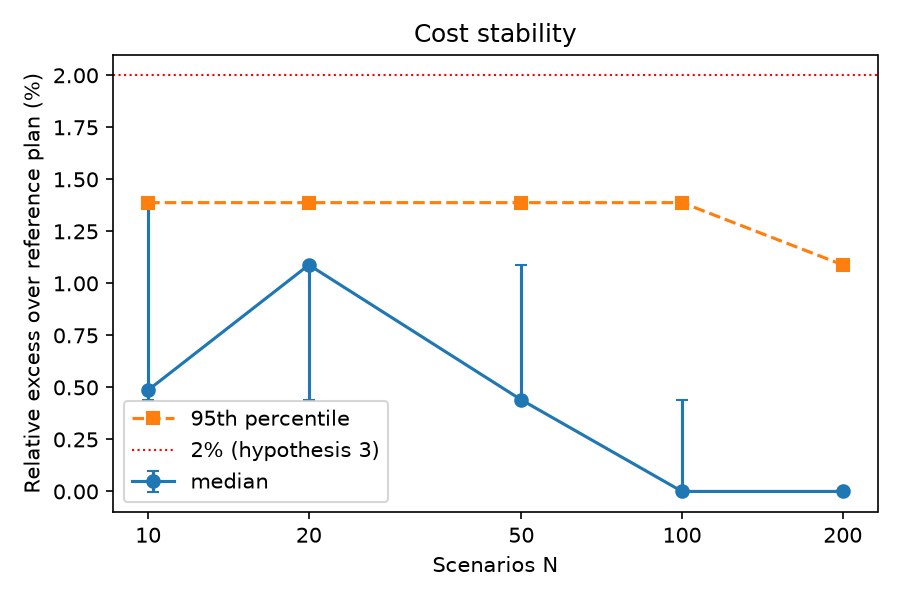 Cost stability
Relative excess over reference plan (%)
2.00
1.75
1.50
1.25
1.00
0.75
0.50
0.25
0.00
95th percentile
2% (hypothesis 3)
median
10
20
50
100
200
Scenarios N